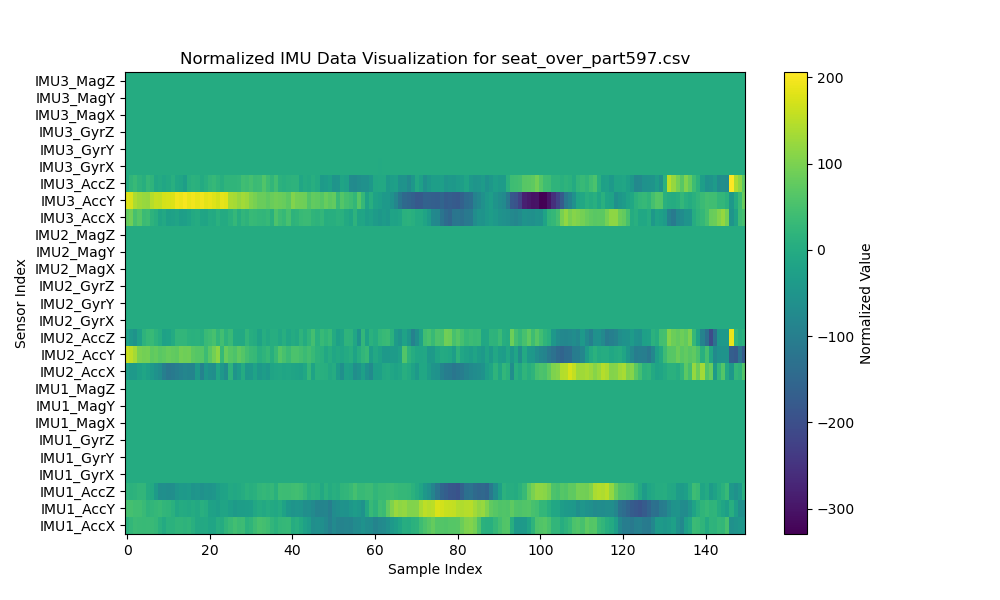 Normalized IMU Data Visualization for seat_over_part597.csv
IMU3_MagZ
IMU3_MagY
IMU3_MagX
IMU3_GyrZ
IMU3_GyrY
IMU3_GyrX
IMU3_AccZ
IMU3_AccY
IMU3_AccX
IMU2_MagZ
IMU2_MagY
IMU2_MagX
IMU2_GyrZ
IMU2_GyrY
IMU2_GyrX
IMU2_AccZ
IMU2_AccY
IMU2_AccX
IMU1_MagZ
IMU1_MagY
IMU1_MagX
IMU1_GyrZ
IMU1_GyrY
IMU1_GyrX
IMU1_AccZ
IMU1_AccY
IMU1_AccX
Sensor Index
0 20 40 60 80 100 120 140
Sample Index
200
100
0
−100
−200
−300
Normalized Value